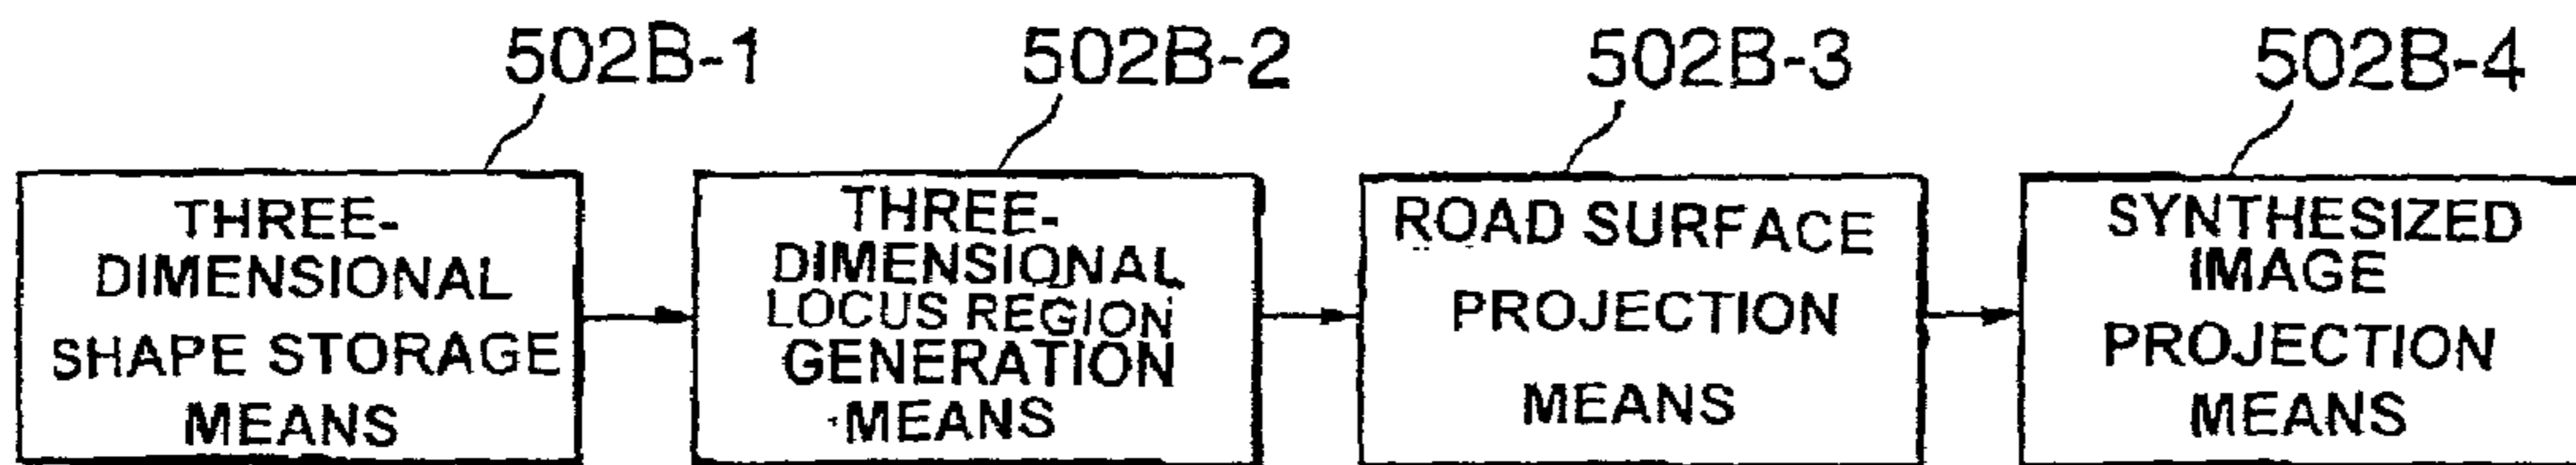 502B-1
502B-2
502B-3
502B-4
THREE-
DIMENSIONAL
SHAPE STORAGE
MEANS
THREE-
DIMENSIONAL
LOCUS REGION
GENERATION
MEANS
ROAD SURFACE
PROJECTION
MEANS
SYNTHESIZED
IMAGE
PROJECTION
MEANS